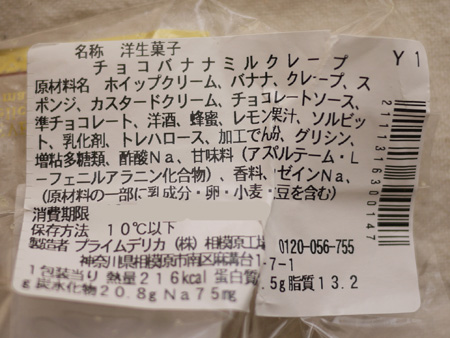 名称 洋生菓子
チョコバナナミルクレープ Y1
原材料名 ホイップクリーム、バナナ、クレープ、ス
ポンジ、カスタードクリーム、チョコレートソース、
準チョコレート、洋酒、蜂蜜、レモン果汁、ソルビッ
ト、乳化剤、トレハロース、加工でん粉、グリシン、
増粘多糖類、酢酸Na、甘味料(アスパルテーム・L
-フェニルアラニン化合物)、香料、ゼインNa、
(原材料の一部に乳成分・卵・小麦・豆を含む)
消費期限
保存方法 10℃以下
製造者 プライムデリカ(株)相模原工場 0120-056-755
神奈川県相模原市南区麻溝台1-7-1
1包装当り 熱量216kcal 蛋白質 .5g脂質13.2
g 炭水化物20.8g Na75mg
2111316300147